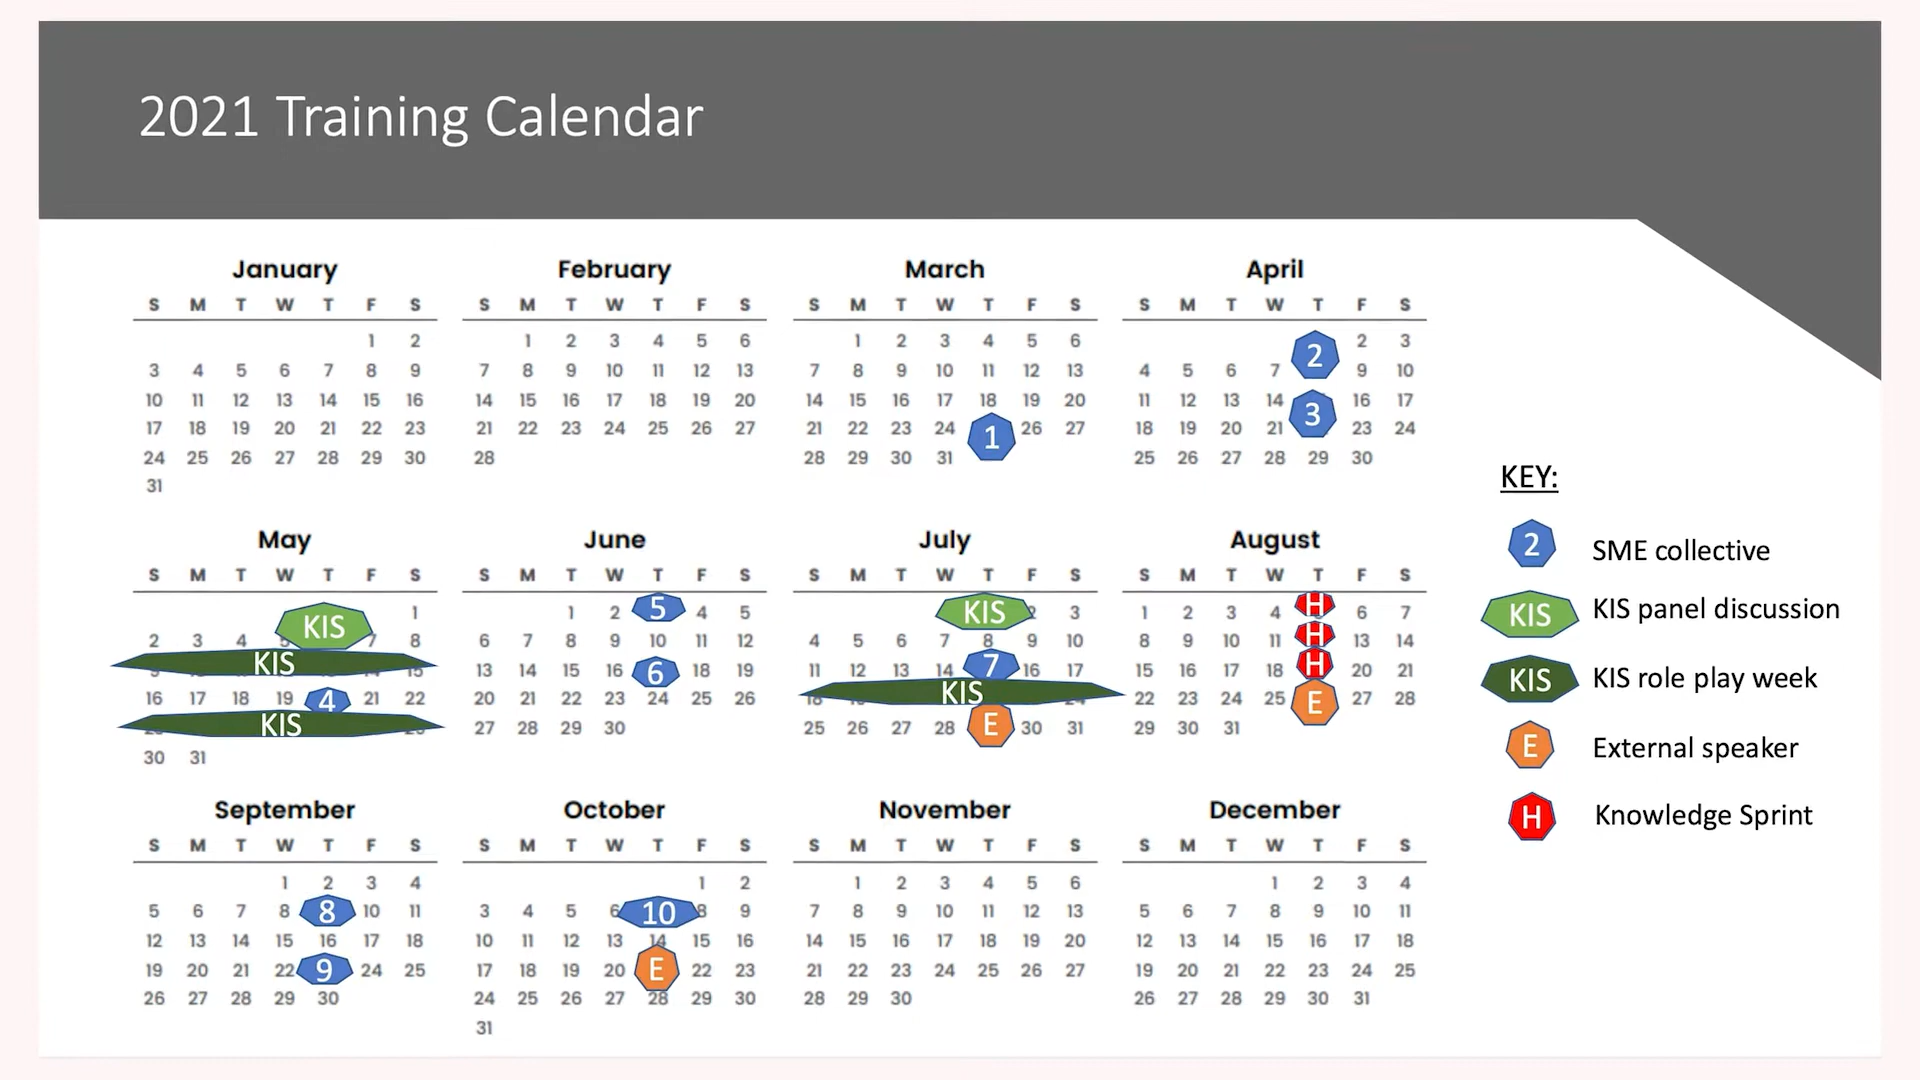 2021 Training Calendar
January February March April
S M T W T F S S M T W T F S S M T W T F S S M T W T F S
1 2 1 2 3 4 5 6 1 2 3 4 5 6 2 2 3
3 4 5 6 7 8 9 7 8 9 10 11 12 13 7 8 9 10 11 12 13 4 5 6 7 9 10
10 11 12 13 14 15 16 14 15 16 17 18 19 20 14 15 16 17 18 19 20 11 12 13 14 3 16 17
17 18 19 20 21 22 23 21 22 23 24 25 26 27 21 22 23 24 1 26 27 18 19 20 21 23 24
24 25 26 27 28 29 30 28 28 29 30 31 25 26 27 28 29 30
31
May June July August
S M T W T F S S M T W T F S S M T W T F S S M T W T F S
KIS 1 1 2 5 4 5 KIS 2 3 1 2 3 4 H 6 7
2 3 4 5 7 8 6 7 8 9 10 11 12 4 5 6 7 8 9 10 8 9 10 11 H 13 14
KIS 15 13 14 15 16 6 18 19 11 12 13 14 7 16 17 15 16 17 18 H 20 21
16 17 18 19 4 21 22 20 21 22 23 24 25 26 18 KIS 24 22 23 24 25 E 27 28
KIS 27 28 29 30 25 26 27 28 E 30 31 29 30 31
30 31
September October November December
S M T W T F S S M T W T F S S M T W T F S S M T W T F S
1 2 3 4 1 2 1 2 3 4 5 6 1 2 3 4
5 6 7 8 8 10 11 3 4 5 6 10 8 9 7 8 9 10 11 12 13 5 6 7 8 9 10 11
12 13 14 15 16 17 18 10 11 12 13 14 15 16 14 15 16 17 18 19 20 12 13 14 15 16 17 18
19 20 21 22 9 24 25 17 18 19 20 E 22 23 21 22 23 24 25 26 27 19 20 21 22 23 24 25
26 27 28 29 30 24 25 26 27 28 29 30 28 29 30 26 27 28 29 30 31
31
KEY:
2 SME collective
KIS KIS panel discussion
KIS KIS role play week
E External speaker
H Knowledge Sprint